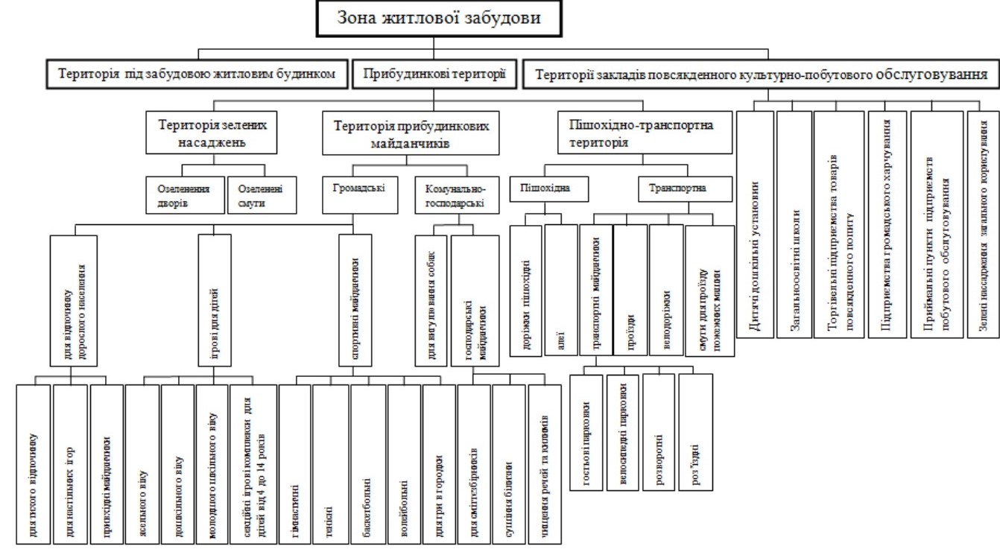 Зона житлової забудови
Територія під забудовою житловим будинком
Прибудинкові території
Території закладів повсякденного культурно-побутового обслуговування
Територія зелених
насаджень
Територія прибудинкових
майданчиків
Пішохідно-транспортна
територія
Озеленення
дворів
Озеленені
смуги
Громадські
Комунально-
господарські
Пішохідна
Транспортна
Дитячі дошкільні установи
Загальноосвітні школи
Торгівельні підприємства товарів
повсякденного попиту
Підприємства громадського харчування
Приймальні пункти підприємств
побутового обслуговування
Зелені насадження загального користування
для відпочинку
дорослого населення
ігрові для дітей
спортивні майданчики
для вигулювання собак
господарські
майданчики
доріжки пішохідні
алеї
транспортні майданчики
проїзди
велодоріжки
смуги для проїзду
пожежних машин
для тихого відпочинку
для настільних ігор
привхідні майданчики
ясельного віку
дошкільного віку
молодшого шкільного віку
секційні ігрові комплекси для
дітей від 4 до 14 років
гімнастичні
тенісні
баскетбольні
волейбольні
для гри в городки
для сміттєзбірників
сушіння білизни
чищення речей та килимів
гостьові парковки
велосипедні парковки
розворотні
роз'їздні